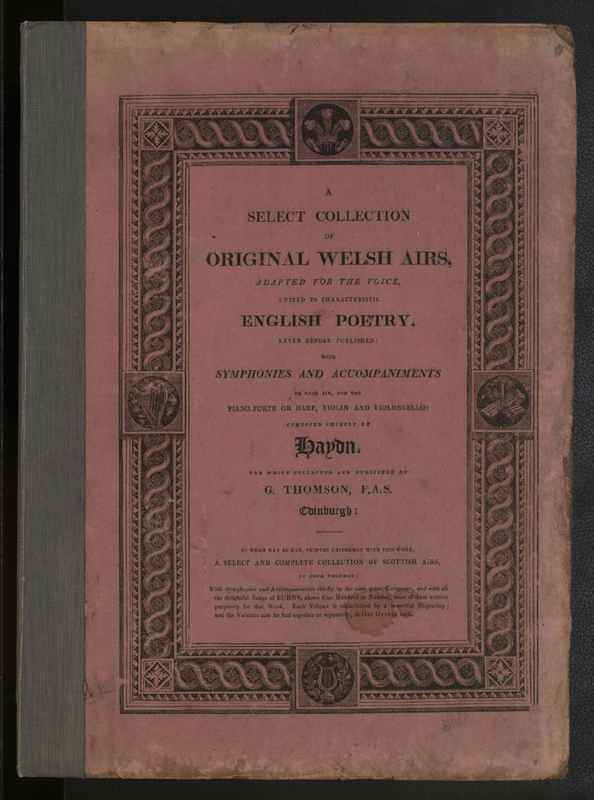 A
SELECT COLLECTION
OF
ORIGINAL WELSH AIRS,
ADAPTED FOR THE VOICE,
UNITED TO CHARACTERISTIC
ENGLISH POETRY,
NEVER BEFORE PUBLISHED:
WITH
SYMPHONIES AND ACCOMPANIMENTS
TO EACH AIR, FOR THE
PIANO-FORTE OR HARP, VIOLIN AND VIOLONCELLO:
COMPOSED CHIEFLY BY
Haydn.
THE WHOLE COLLECTED AND PUBLISHED BY
G. THOMSON, F.A.S.
Edinburgh:
OF WHOM MAY BE HAD, PRINTED UNIFORMLY WITH THIS WORK,
A SELECT AND COMPLETE COLLECTION OF SCOTTISH AIRS,
IN FOUR VOLUMES:
With Symphonies and Accompaniments chiefly by the same great Composer, and with all
the delightful Songs of BURNS, above One Hundred in Number, most of them written
purposely for that Work. Each Volume is embellished by a beautiful Engraving;
and the Volumes may be had together or separately, at ONE GUINEA each.